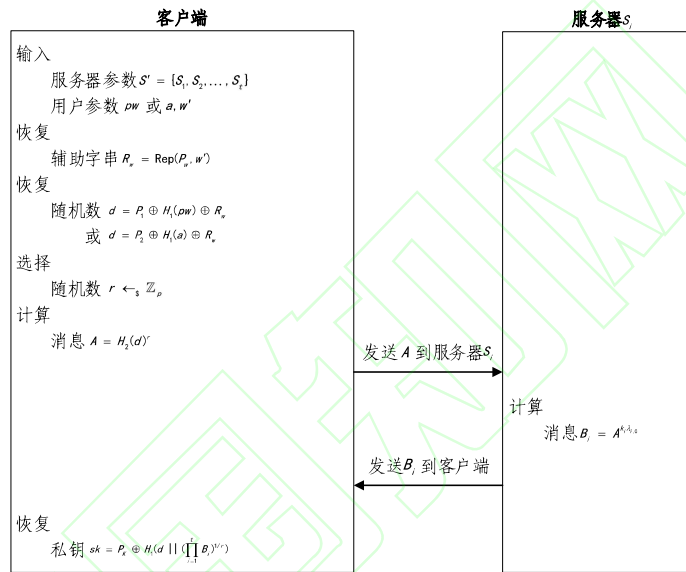 客户端
服务器S_i
输入
服务器参数 S' = {S_1, S_2, ..., S_t}
用户参数 pw 或 a, w'
恢复
辅助字串 R_w = Rep(P_w, w')
恢复
随机数 d = P_1 ⊕ H_1(pw) ⊕ R_w
或 d = P_2 ⊕ H_1(a) ⊕ R_w
选择
随机数 r ←_$ ℤ_p
计算
消息 A = H_2(d)^r
发送 A 到服务器S_i
计算
消息 B_i = A^{k_i λ_{i,0}}
发送B_i 到客户端
恢复
私钥 sk = P_K ⊕ H_1(d || (∏_{i=1}^{t} B_i)^{1/r})